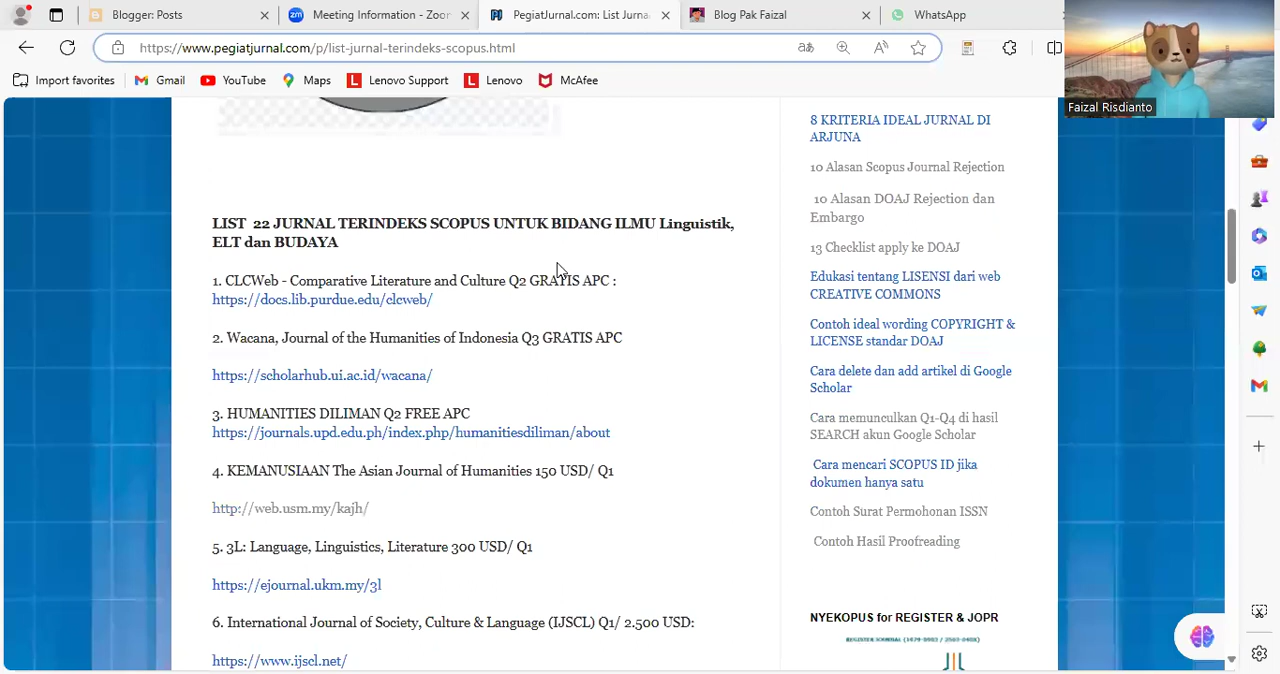 Blogger: Posts
Meeting Information - Zoor
PegiatJurnal.com: List Jurna
Blog Pak Faizal
WhatsApp
https://www.pegiatjurnal.com/p/list-jurnal-terindeks-scopus.html
Import favorites
Gmail
YouTube
Maps
Lenovo Support
Lenovo
McAfee
Faizal Risdianto
LIST 22 JURNAL TERINDEKS SCOPUS UNTUK BIDANG ILMU Linguistik,
ELT dan BUDAYA
1. CLCWeb - Comparative Literature and Culture Q2 GRATIS APC :
https://docs.lib.purdue.edu/clcweb/
2. Wacana, Journal of the Humanities of Indonesia Q3 GRATIS APC
https://scholarhub.ui.ac.id/wacana/
3. HUMANITIES DILIMAN Q2 FREE APC
https://journals.upd.edu.ph/index.php/humanitiesdiliman/about
4. KEMANUSIAAN The Asian Journal of Humanities 150 USD/ Q1
http://web.usm.my/kajh/
5. 3L: Language, Linguistics, Literature 300 USD/ Q1
https://ejournal.ukm.my/3l
6. International Journal of Society, Culture & Language (IJSCL) Q1/ 2.500 USD:
https://www.ijscl.net/
8 KRITERIA IDEAL JURNAL DI
ARJUNA
10 Alasan Scopus Journal Rejection
10 Alasan DOAJ Rejection dan
Embargo
13 Checklist apply ke DOAJ
Edukasi tentang LISENSI dari web
CREATIVE COMMONS
Contoh ideal wording COPYRIGHT &
LICENSE standar DOAJ
Cara delete dan add artikel di Google
Scholar
Cara memunculkan Q1-Q4 di hasil
SEARCH akun Google Scholar
Cara mencari SCOPUS ID jika
dokumen hanya satu
Contoh Surat Permohonan ISSN
Contoh Hasil Proofreading
NYEKOPUS for REGISTER & JOPR